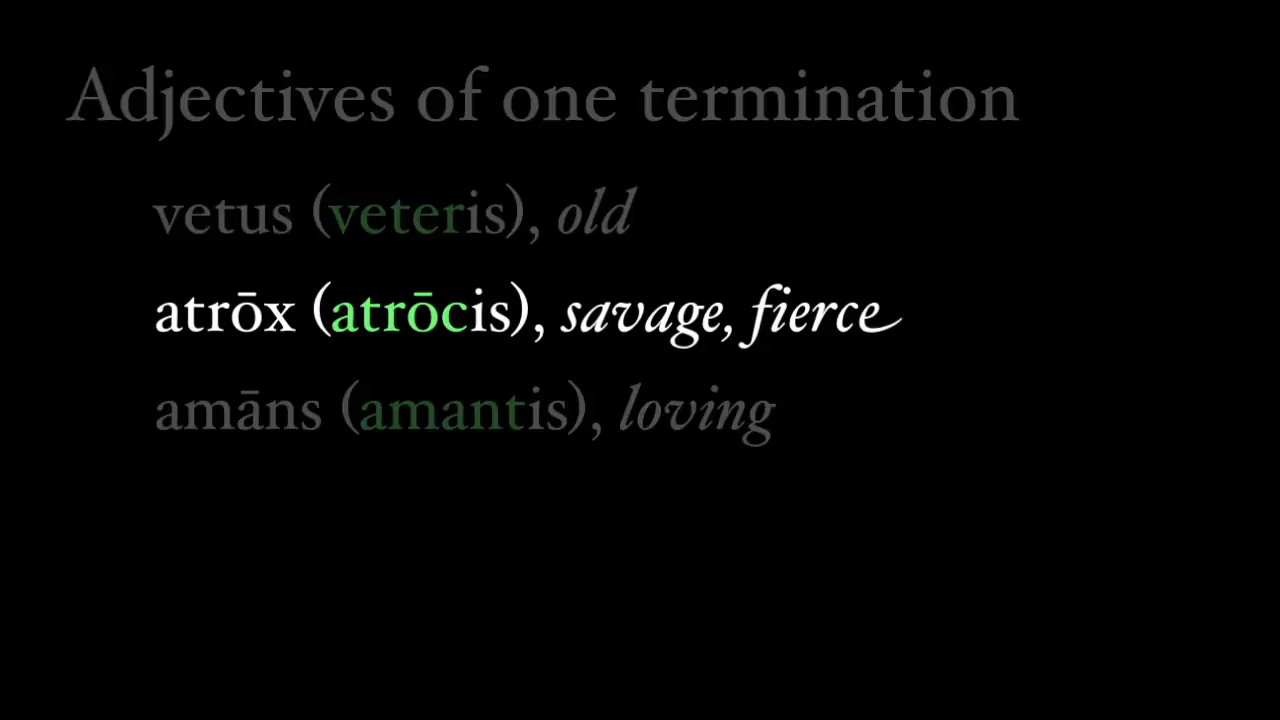 Adjectives of one termination
vetus (veteris), old
atrōx (atrōcis), savage, fierce
amāns (amantis), loving